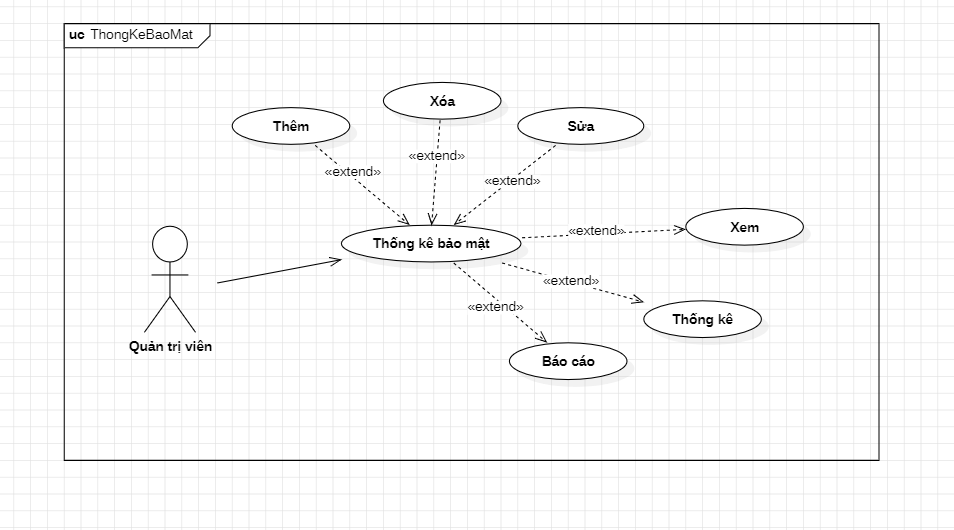 uc ThongKeBaoMat
Xóa
Thêm
Sửa
«extend»
«extend»
«extend»
Xem
«extend»
Thống kê bảo mật
«extend»
«extend»
Thống kê
Quản trị viên
Báo cáo